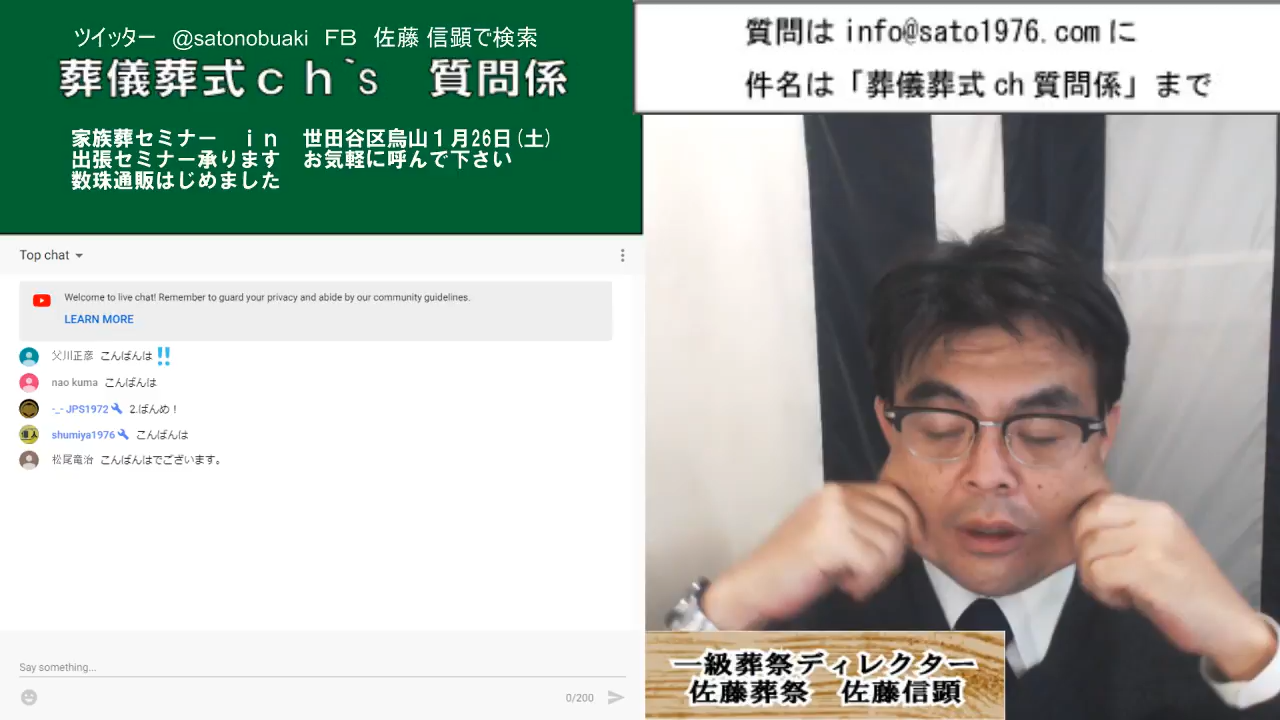 ツイッター　@satonobuaki　ＦＢ　佐藤 信顕で検索
葬儀葬式ｃｈ`s　質問係
家族葬セミナー　ｉｎ　世田谷区烏山１月26日(土)
出張セミナー承ります　お気軽に呼んで下さい
数珠通販はじめました
質問は info@sato1976.com に
件名は「葬儀葬式 ch 質問係」まで
Top chat
Welcome to live chat! Remember to guard your privacy and abide by our community guidelines.
LEARN MORE
父川正彦 こんばんは‼
nao kuma こんばんは
-_- JPS1972 2.ばんめ！
shumiya1976 こんばんは
松尾竜治 こんばんはでございます。
Say something...
0/200
一級葬祭ディレクター
佐藤葬祭　佐藤信顕